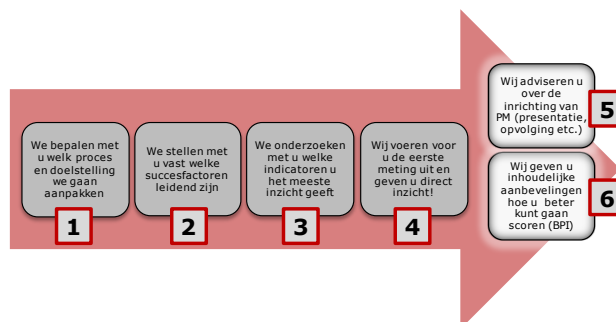 We bepalen met
u welk proces
en doelstelling
we gaan
aanpakken
1
We stellen met
u vast welke
succesfactoren
leidend zijn
2
We onderzoeken
met u welke
indicatoren u
het meeste
inzicht geeft
3
Wij voeren voor
u de eerste
meting uit en
geven u direct
inzicht!
4
Wij adviseren u
over de
inrichting van
PM (presentatie,
opvolging etc.)
5
Wij geven u
inhoudelijke
aanbevelingen
hoe u beter
kunt gaan
scoren (BPI)
6